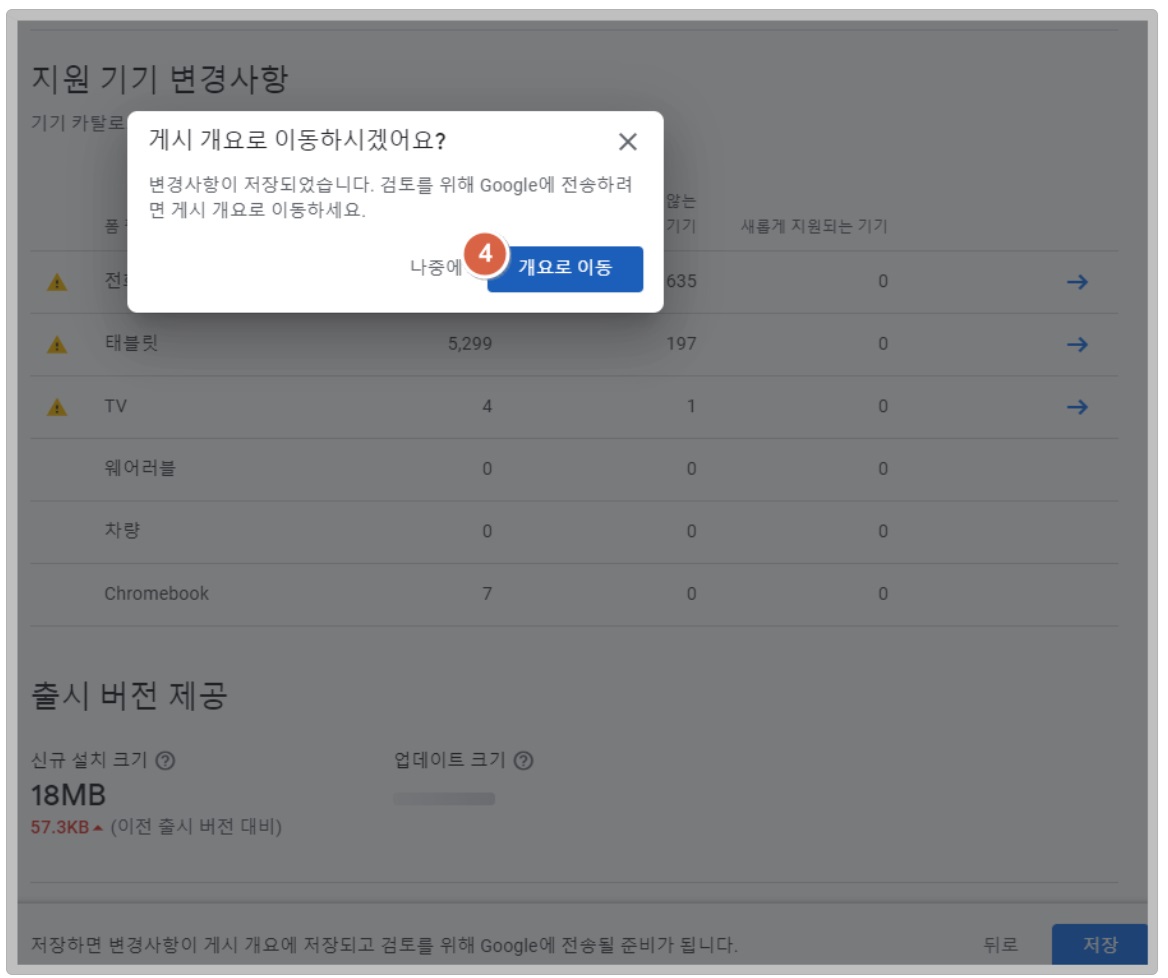 지원 기기 변경사항
기기 카탈로
게시 개요로 이동하시겠어요?
변경사항이 저장되었습니다. 검토를 위해 Google에 전송하려
면 게시 개요로 이동하세요.
나중에
4
개요로 이동
않는
폼
기기 새롭게 지원되는 기기
635 0
태블릿 5,299 197 0
TV 4 1 0
웨어러블 0 0 0
차량 0 0 0
Chromebook 7 0 0
출시 버전 제공
신규 설치 크기 업데이트 크기
18MB
57.3KB (이전 출시 버전 대비)
저장하면 변경사항이 게시 개요에 저장되고 검토를 위해 Google에 전송될 준비가 됩니다. 뒤로 저장